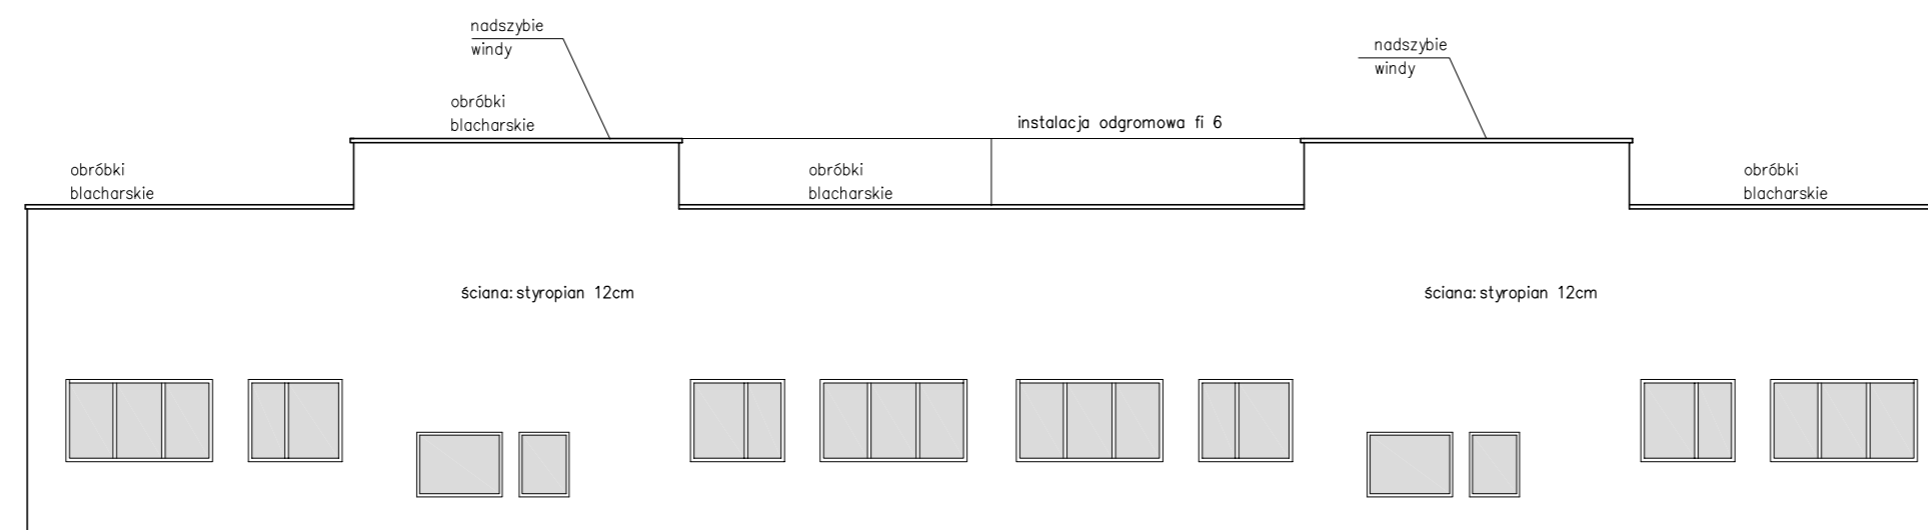 nadszybie
windy
nadszybie
windy
obróbki
blacharskie
instalacja odgromowa fi 6
obróbki
blacharskie
obróbki
blacharskie
obróbki
blacharskie
ściana: styropian 12cm
ściana: styropian 12cm